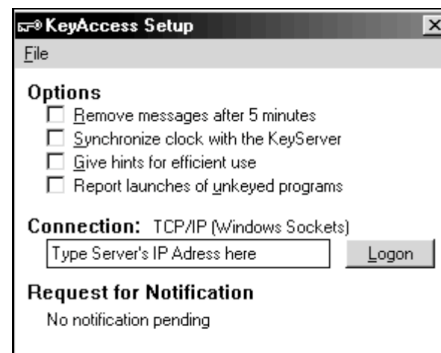 KeyAccess Setup
File
Options
Remove messages after 5 minutes
Synchronize clock with the KeyServer
Give hints for efficient use
Report launches of unkeyed programs
Connection: TCP/IP (Windows Sockets)
Type Server's IP Adress here
Logon
Request for Notification
No notification pending